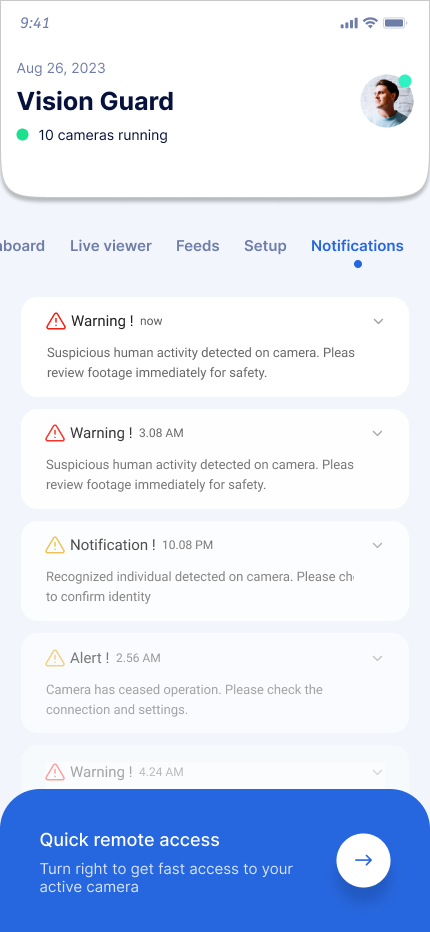 9:41
Aug 26, 2023
Vision Guard
10 cameras running
board Live viewer Feeds Setup Notifications
Warning ! now
Suspicious human activity detected on camera. Pleas
review footage immediately for safety.
Warning ! 3.08 AM
Suspicious human activity detected on camera. Pleas
review footage immediately for safety.
Notification ! 10.08 PM
Recognized individual detected on camera. Please ch
to confirm identity
Alert ! 2.56 AM
Camera has ceased operation. Please check the
connection and settings.
Warning ! 4.24 AM
Quick remote access
Turn right to get fast access to your
active camera